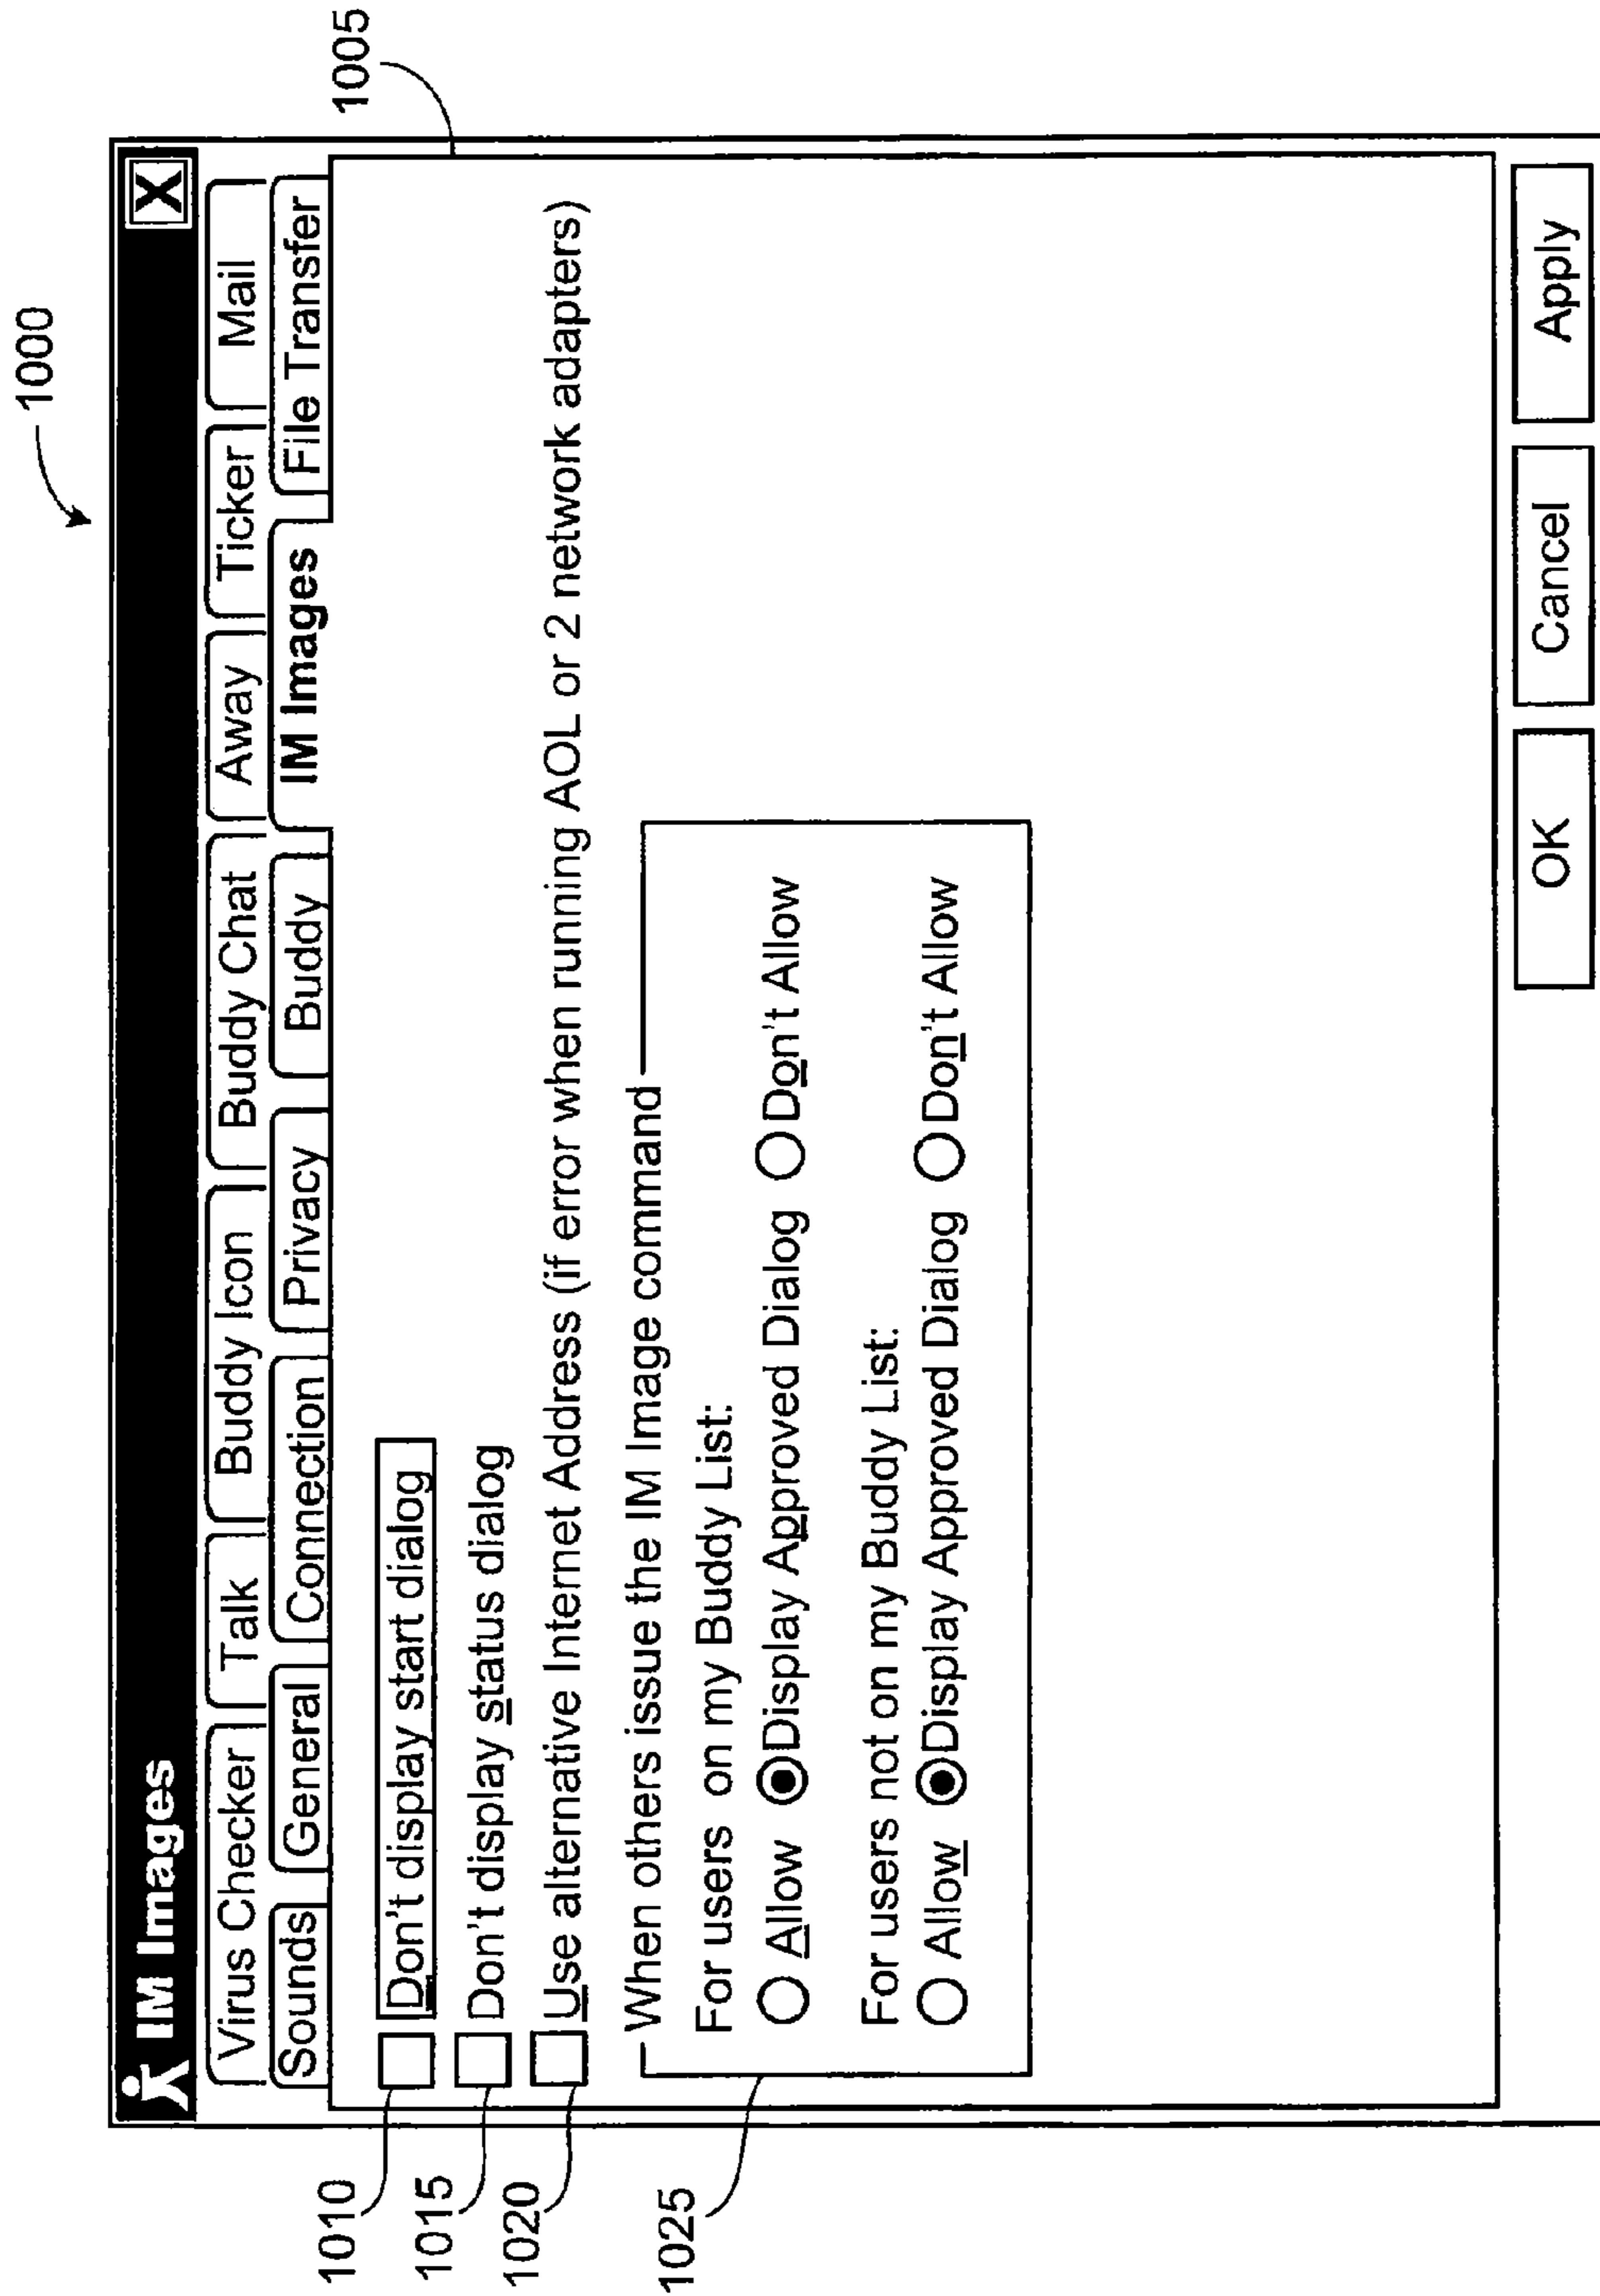 1000
IM Images X
Virus Checker Talk Buddy Icon Buddy Chat Away Ticker Mail
Sounds General Connection Privacy Buddy IM Images File Transfer
1005
1010 Don't display start dialog
1015 Don't display status dialog
1020 Use alternative Internet Address (if error when running AOL or 2 network adapters)
When others issue the IM Image command
1025
For users on my Buddy List:
Allow Display Approved Dialog Don't Allow
For users not on my Buddy List:
Allow Display Approved Dialog Don't Allow
OK Cancel Apply